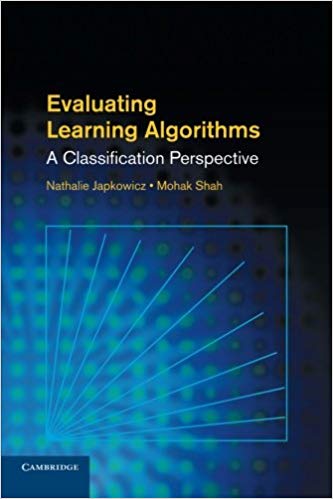 Evaluating
Learning Algorithms
A Classification Perspective
Nathalie Japkowicz • Mohak Shah
CAMBRIDGE